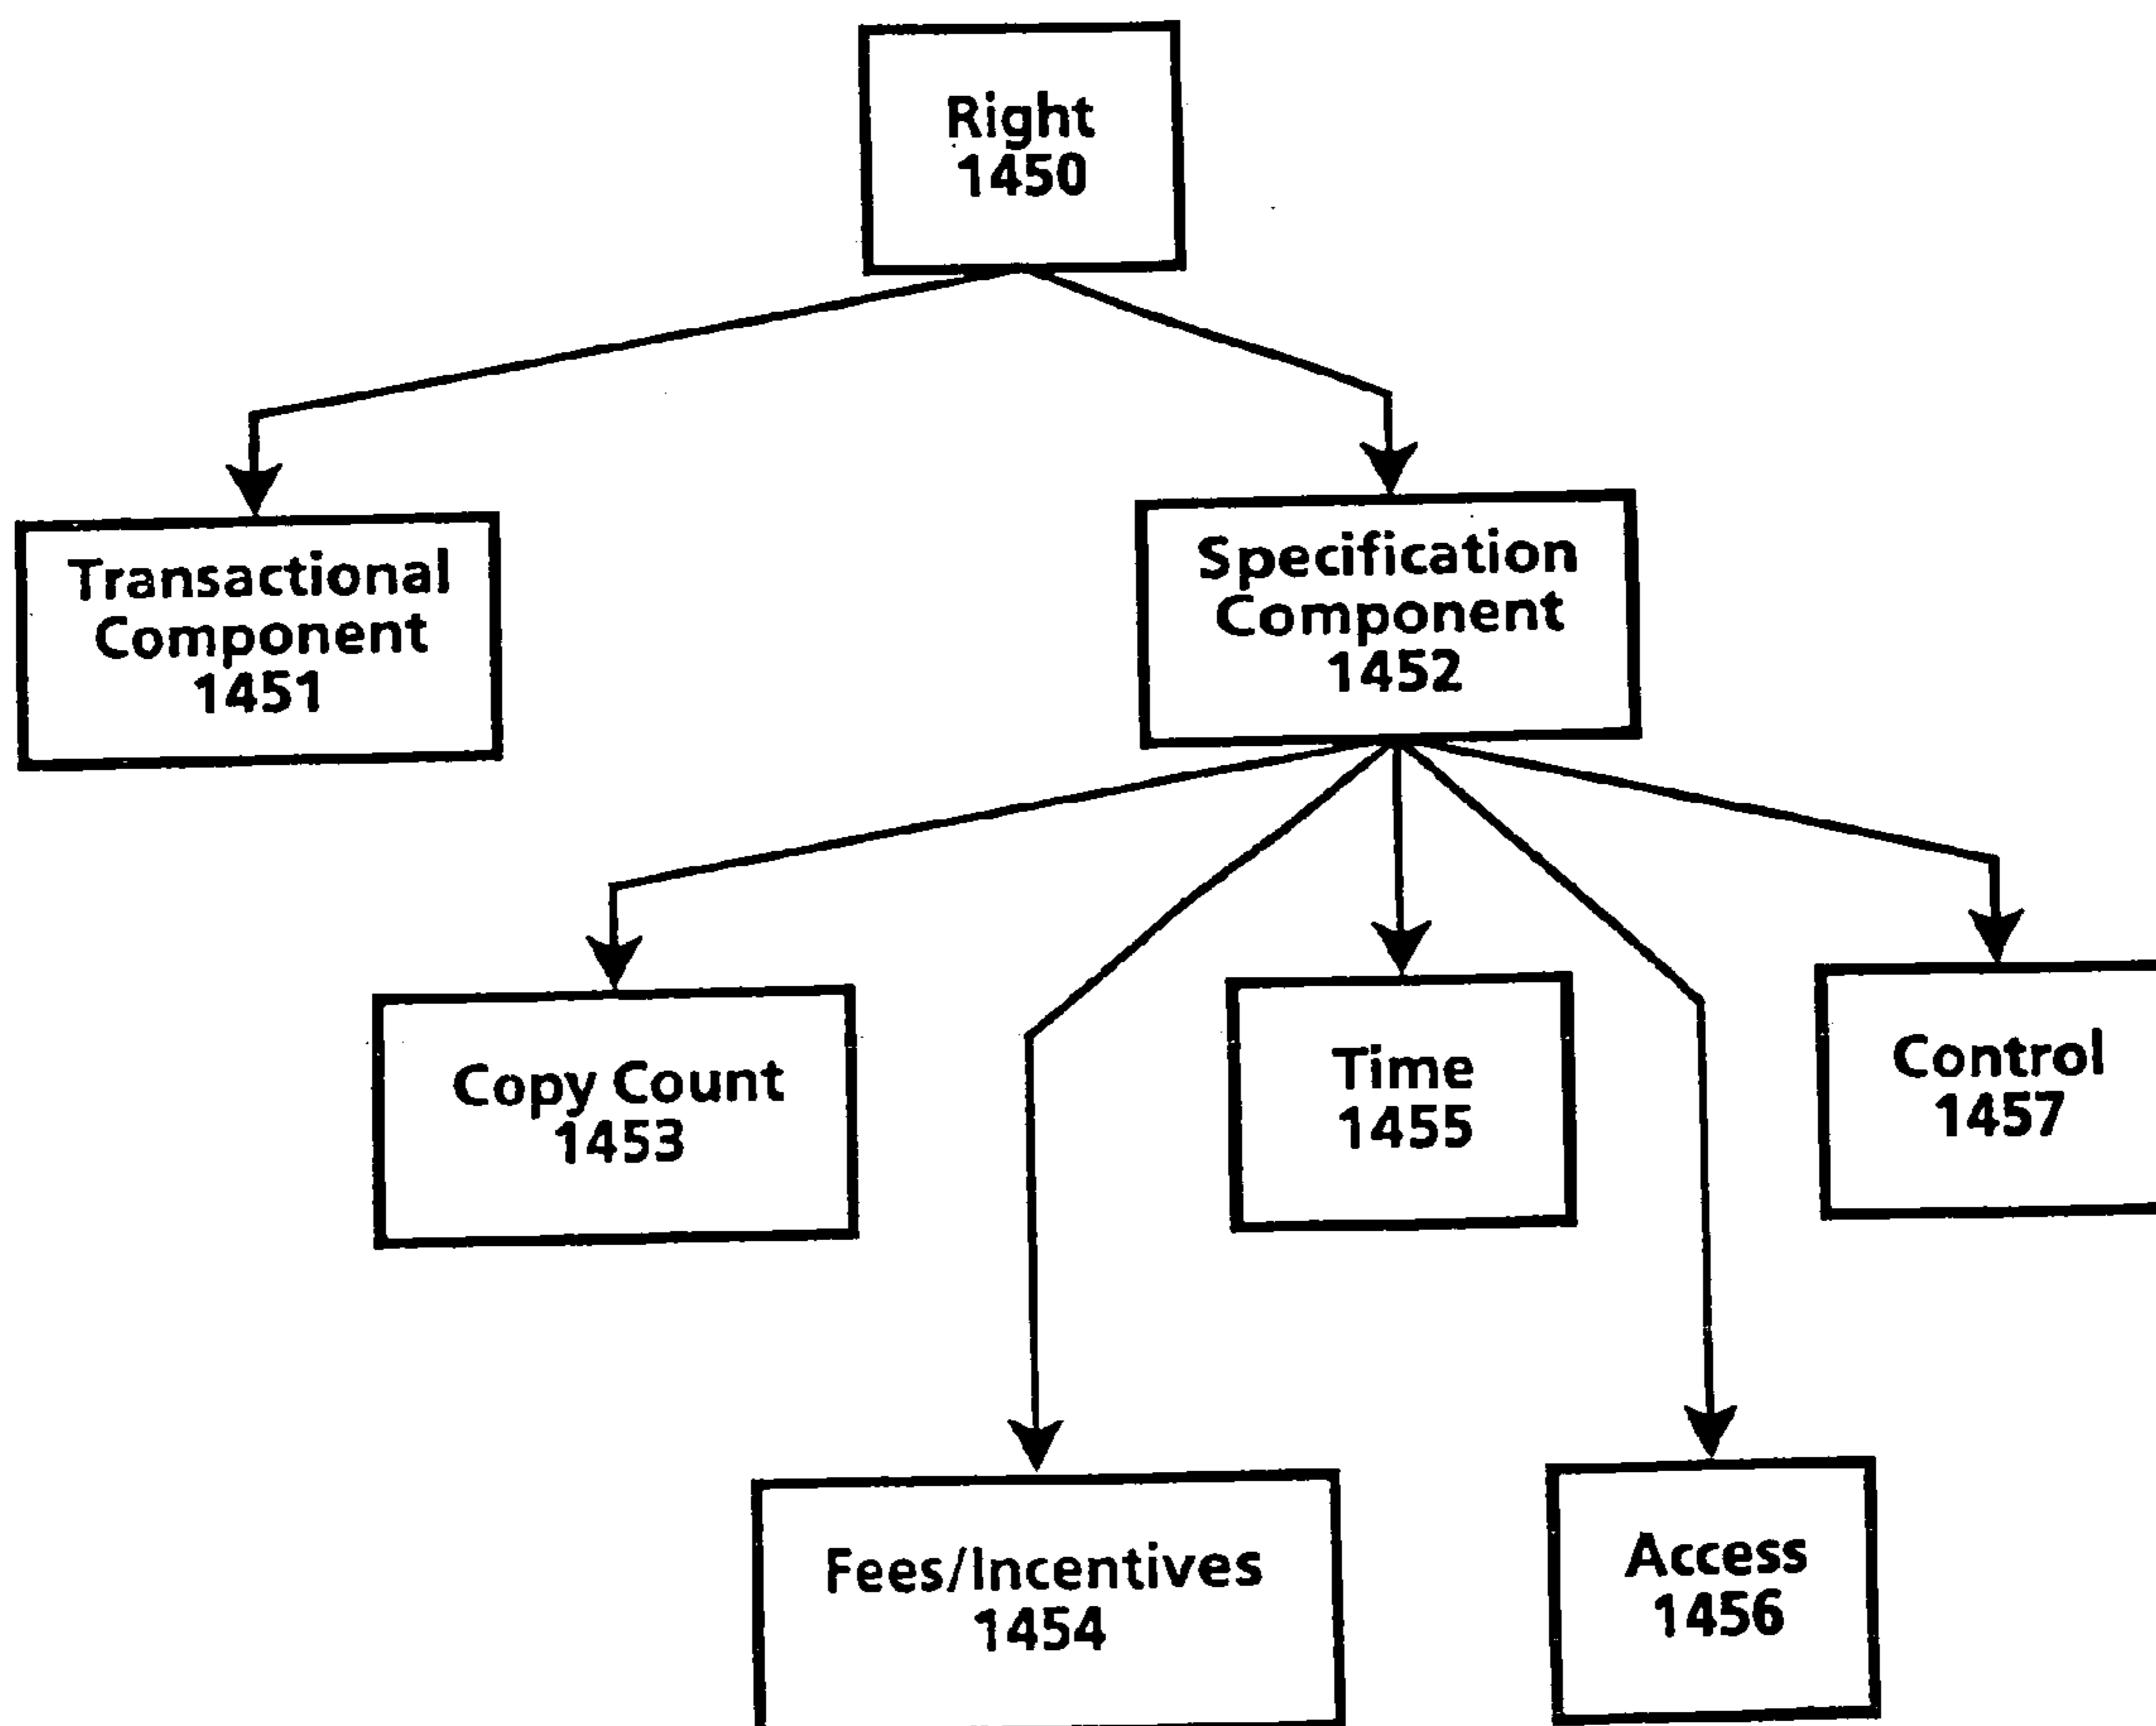 Right
1450
Transactional
Component
1451
Specification
Component
1452
Copy Count
1453
Time
1455
Control
1457
Fees/Incentives
1454
Access
1456